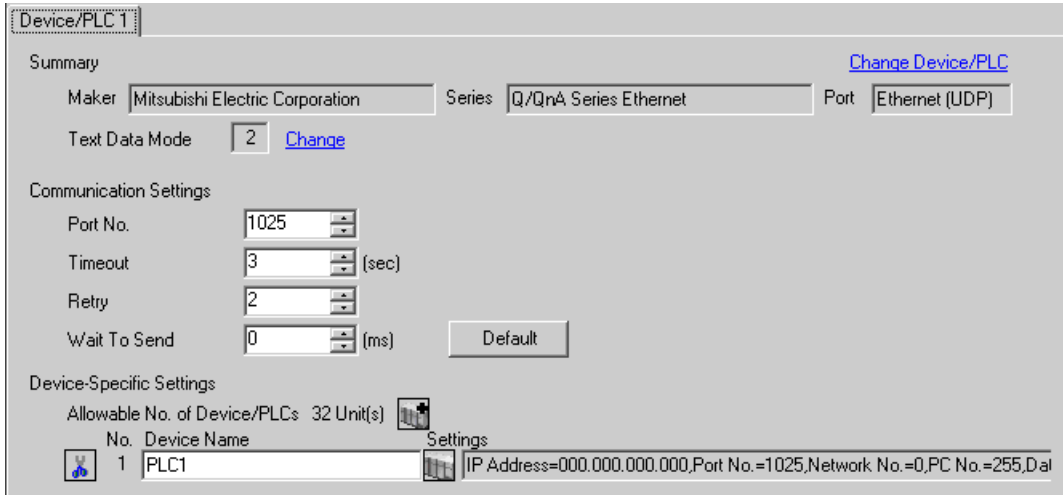 Device/PLC 1
Summary
Change Device/PLC
Maker Mitsubishi Electric Corporation Series Q/QnA Series Ethernet Port Ethernet (UDP)
Text Data Mode 2 Change
Communication Settings
Port No. 1025
Timeout 3 (sec)
Retry 2
Wait To Send 0 (ms) Default
Device-Specific Settings
Allowable No. of Device/PLCs 32 Unit(s)
No. Device Name Settings
1 PLC1 IP Address=000.000.000.000,Port No.=1025,Network No.=0,PC No.=255,Dat